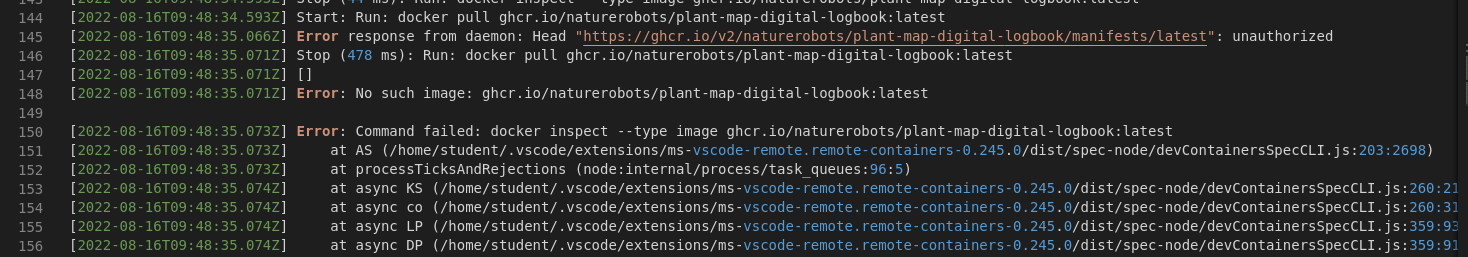 143 [2022-08-16T09:48:34.593Z] Stop (44 ms): Run: docker inspect --type image ghcr.io/naturerobots/plant-map-digital-logbook:latest
144 [2022-08-16T09:48:34.593Z] Start: Run: docker pull ghcr.io/naturerobots/plant-map-digital-logbook:latest
145 [2022-08-16T09:48:35.066Z] Error response from daemon: Head "https://ghcr.io/v2/naturerobots/plant-map-digital-logbook/manifests/latest": unauthorized
146 [2022-08-16T09:48:35.071Z] Stop (478 ms): Run: docker pull ghcr.io/naturerobots/plant-map-digital-logbook:latest
147 [2022-08-16T09:48:35.071Z] []
148 [2022-08-16T09:48:35.071Z] Error: No such image: ghcr.io/naturerobots/plant-map-digital-logbook:latest
149
150 [2022-08-16T09:48:35.073Z] Error: Command failed: docker inspect --type image ghcr.io/naturerobots/plant-map-digital-logbook:latest
151 [2022-08-16T09:48:35.073Z]     at AS (/home/student/.vscode/extensions/ms-vscode-remote.remote-containers-0.245.0/dist/spec-node/devContainersSpecCLI.js:203:2698)
152 [2022-08-16T09:48:35.073Z]     at processTicksAndRejections (node:internal/process/task_queues:96:5)
153 [2022-08-16T09:48:35.074Z]     at async KS (/home/student/.vscode/extensions/ms-vscode-remote.remote-containers-0.245.0/dist/spec-node/devContainersSpecCLI.js:260:21
154 [2022-08-16T09:48:35.074Z]     at async co (/home/student/.vscode/extensions/ms-vscode-remote.remote-containers-0.245.0/dist/spec-node/devContainersSpecCLI.js:260:31
155 [2022-08-16T09:48:35.074Z]     at async LP (/home/student/.vscode/extensions/ms-vscode-remote.remote-containers-0.245.0/dist/spec-node/devContainersSpecCLI.js:359:93
156 [2022-08-16T09:48:35.074Z]     at async DP (/home/student/.vscode/extensions/ms-vscode-remote.remote-containers-0.245.0/dist/spec-node/devContainersSpecCLI.js:359:91